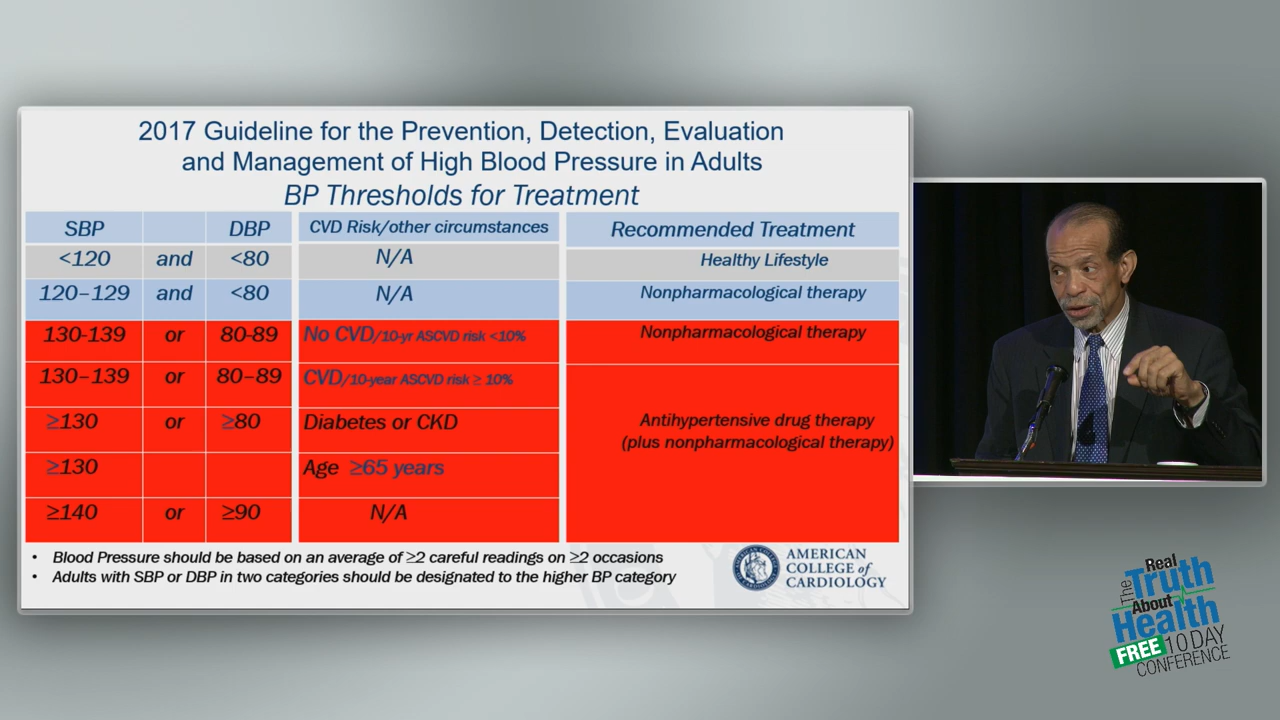 2017 Guideline for the Prevention, Detection, Evaluation
and Management of High Blood Pressure in Adults
BP Thresholds for Treatment
SBP DBP CVD Risk/other circumstances Recommended Treatment
<120 and <80 N/A Healthy Lifestyle
120–129 and <80 N/A Nonpharmacological therapy
130-139 or 80-89 No CVD/10-yr ASCVD risk <10% Nonpharmacological therapy
130–139 or 80–89 CVD/10-year ASCVD risk ≥ 10%
≥130 or ≥80 Diabetes or CKD
Antihypertensive drug therapy
(plus nonpharmacological therapy)
≥130 Age ≥65 years
≥140 or ≥90 N/A
• Blood Pressure should be based on an average of ≥2 careful readings on ≥2 occasions
• Adults with SBP or DBP in two categories should be designated to the higher BP category
AMERICAN
COLLEGE of
CARDIOLOGY
The Real
Truth
About
Health
FREE 10 DAY
CONFERENCE